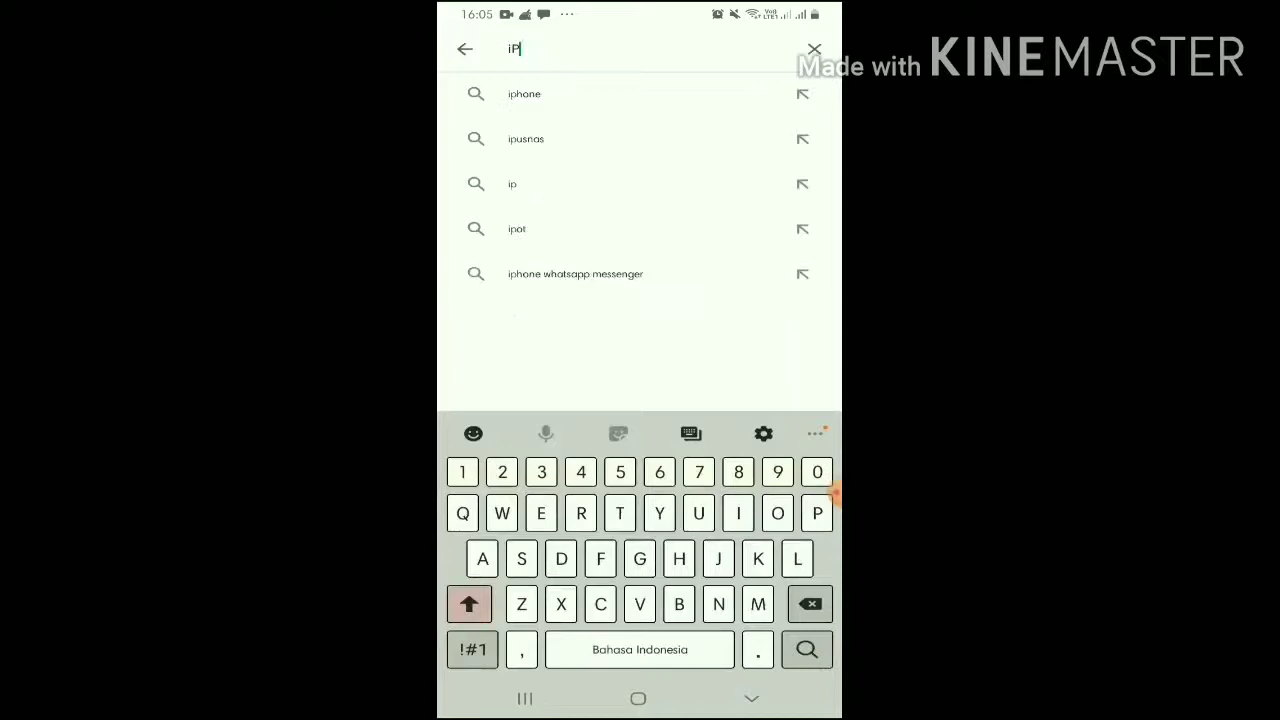 16:05
iP
Made with KINEMASTER
iphone
ipusnas
ip
ipot
iphone whatsapp messenger
1 2 3 4 5 6 7 8 9 0
Q W E R T Y U I O P
A S D F G H J K L
Z X C V B N M
!#1 , Bahasa Indonesia .